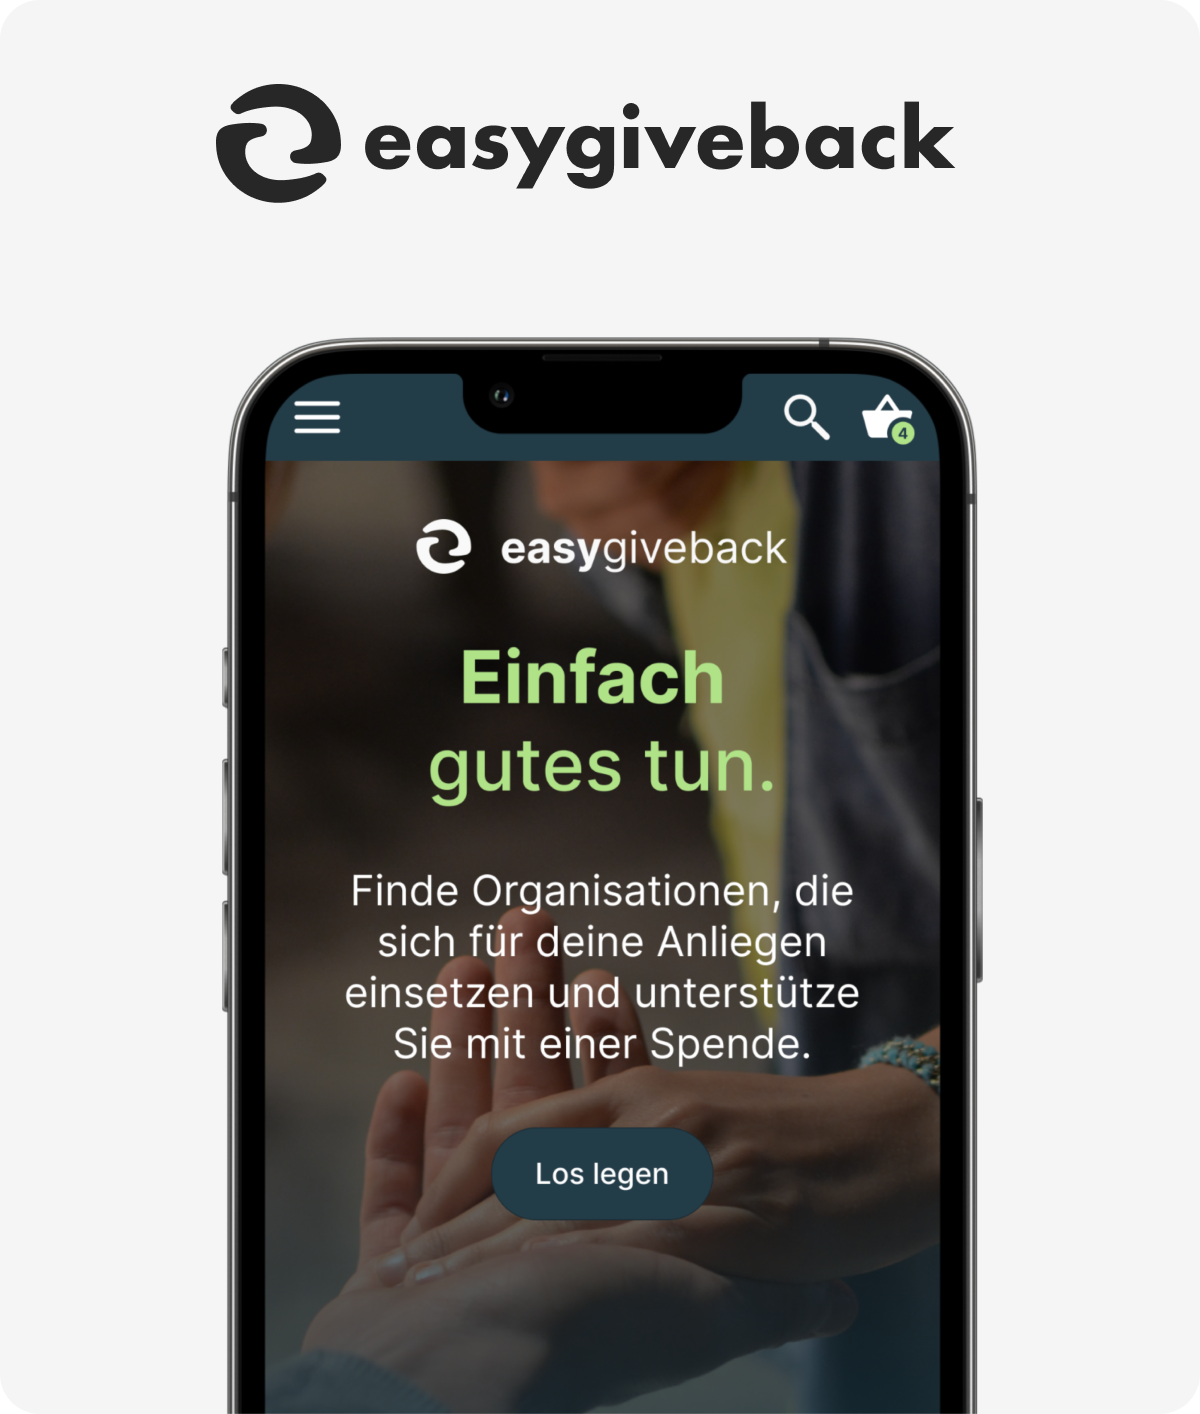 easygiveback
4
easygiveback
Einfach
gutes tun.
Finde Organisationen, die
sich für deine Anliegen
einsetzen und unterstütze
Sie mit einer Spende.
Los legen